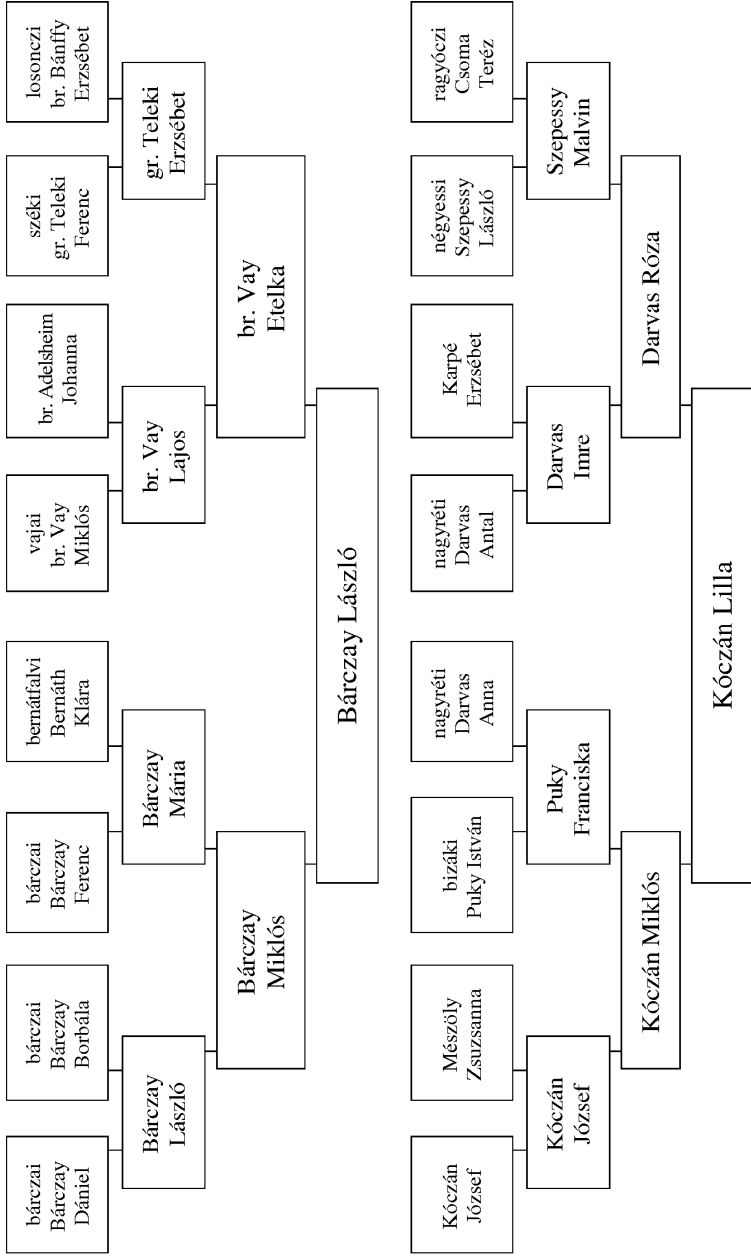 bárczai
Bárczay
Dániel
bárczai
Bárczay
Borbála
bárczai
Bárczay
Ferenc
bernátfalvi
Bernáth
Klára
vajai
br. Vay
Miklós
br. Adelsheim
Johanna
széki
gr. Teleki
Ferenc
losonczi
br. Bánffy
Erzsébet
Bárczay
László
Bárczay
Mária
br. Vay
Lajos
gr. Teleki
Erzsébet
Bárczay
Miklós
br. Vay
Etelka
Bárczay László
Kóczán
József
Mészöly
Zsuzsanna
bizáki
Puky István
nagyréti
Darvas
Anna
nagyréti
Darvas
Antal
Karpé
Erzsébet
négyessi
Szepessy
László
ragyóczi
Csoma
Teréz
Kóczán
József
Puky
Franciska
Darvas
Imre
Szepessy
Malvin
Kóczán Miklós
Darvas Róza
Kóczán Lilla